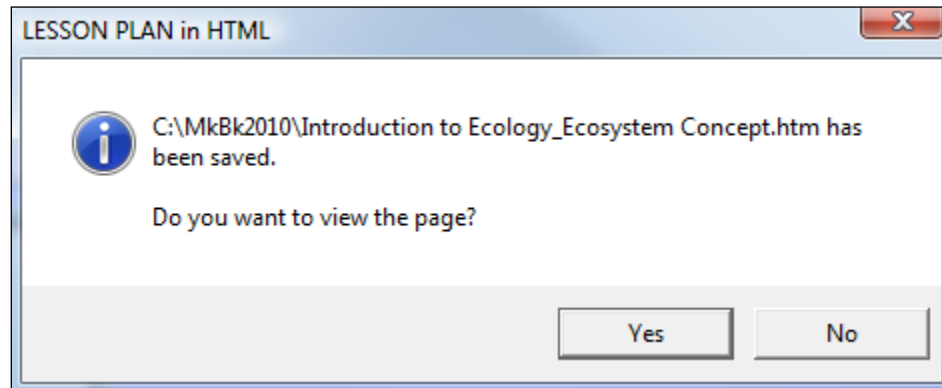 LESSON PLAN in HTML
C:\MkBk2010\Introduction to Ecology_Ecosystem Concept.htm has
been saved.
Do you want to view the page?
Yes
No